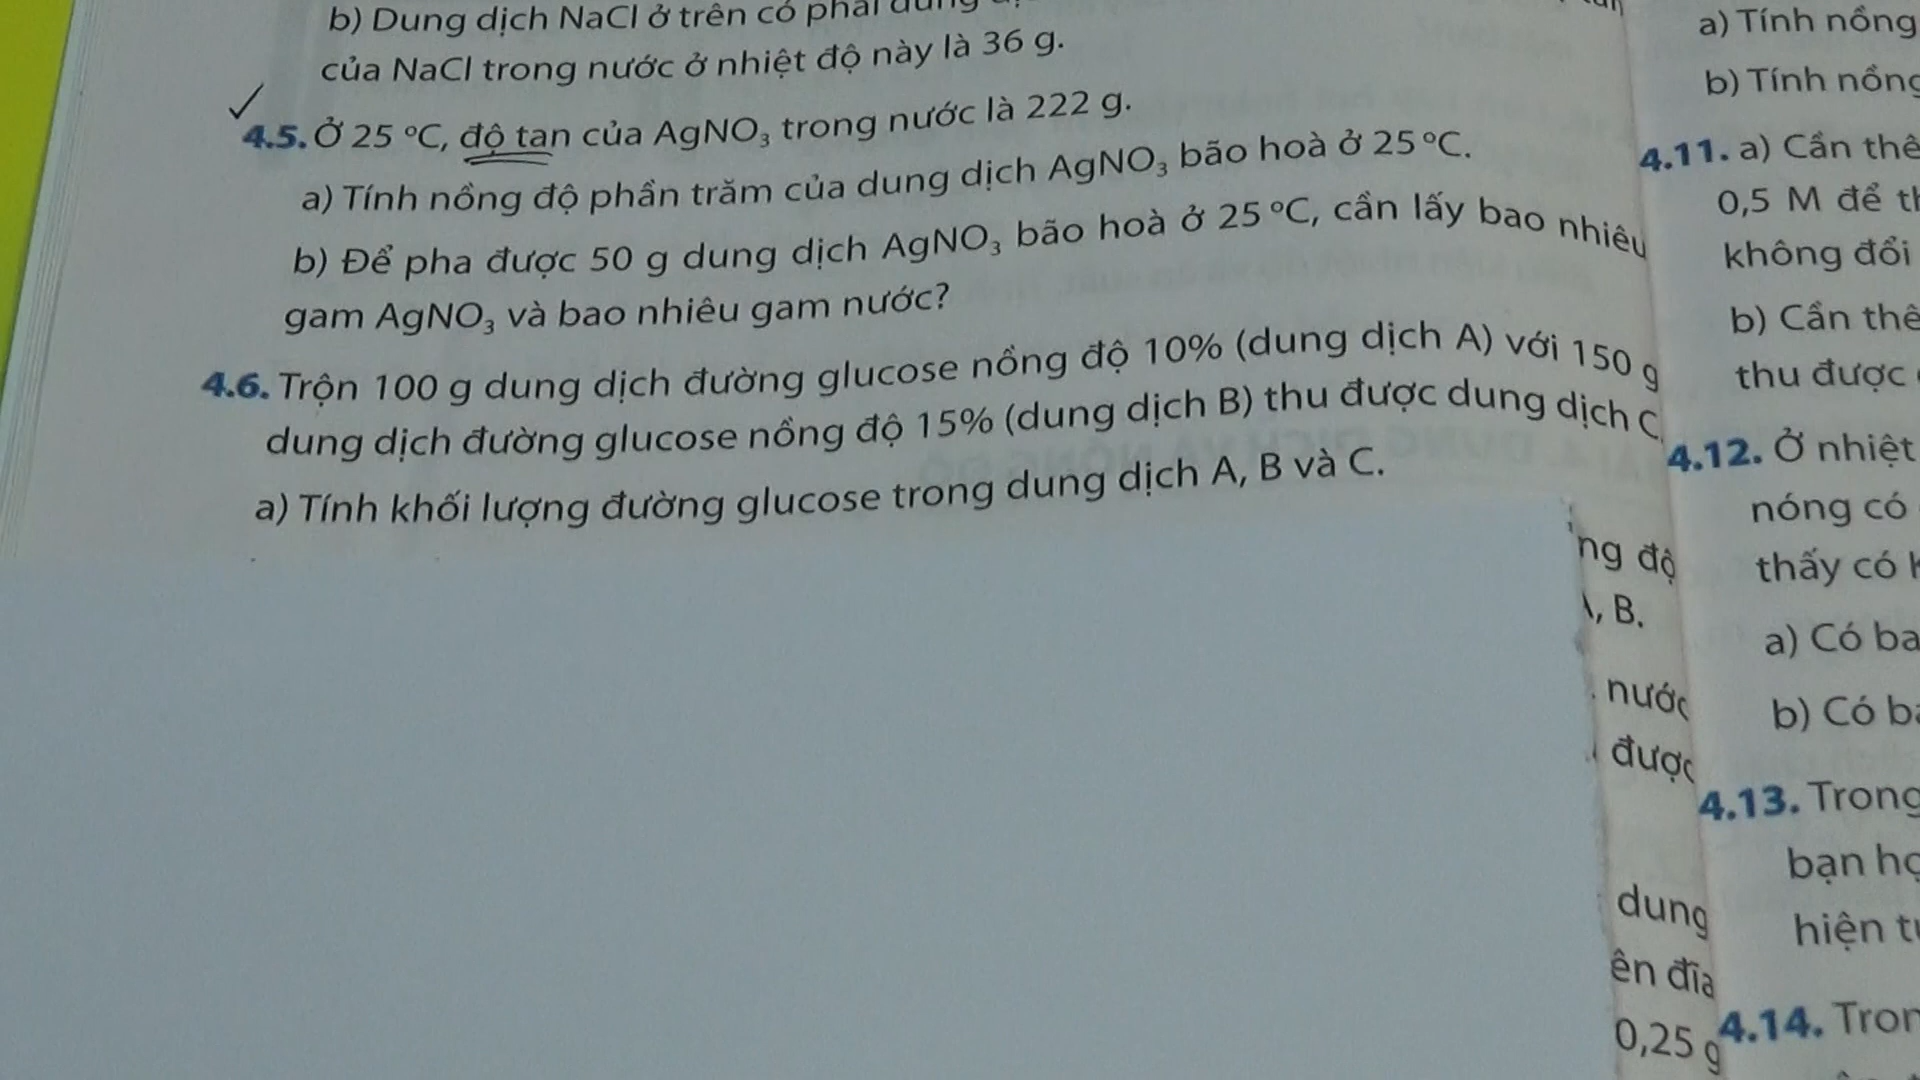 b) Dung dịch NaCl ở trên có phải dung
của NaCl trong nước ở nhiệt độ này là 36 g.
4.5. Ở 25 °C, độ tan của AgNO₃ trong nước là 222 g.
a) Tính nồng độ phần trăm của dung dịch AgNO₃ bão hoà ở 25 °C.
b) Để pha được 50 g dung dịch AgNO₃ bão hoà ở 25 °C, cần lấy bao nhiêu
gam AgNO₃ và bao nhiêu gam nước?
4.6. Trộn 100 g dung dịch đường glucose nồng độ 10% (dung dịch A) với 150 g
dung dịch đường glucose nồng độ 15% (dung dịch B) thu được dung dịch C.
a) Tính khối lượng đường glucose trong dung dịch A, B và C.
ng độ
, B.
nước
được
dung
ên đĩa
0,25 g
a) Tính nồng
b) Tính nồng
4.11. a) Cần thê
0,5 M để th
không đổi
b) Cần thê
thu được
4.12. Ở nhiệt
nóng có
thấy có
a) Có ba
b) Có ba
4.13. Trong
bạn họ
hiện tư
4.14. Tron